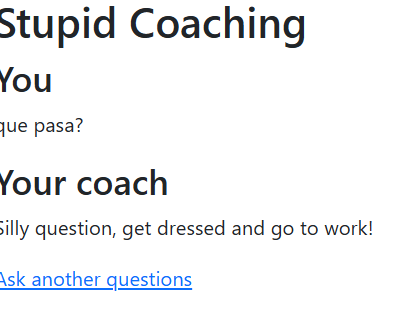 Stupid Coaching
You
que pasa?
Your coach
Silly question, get dressed and go to work!
Ask another questions